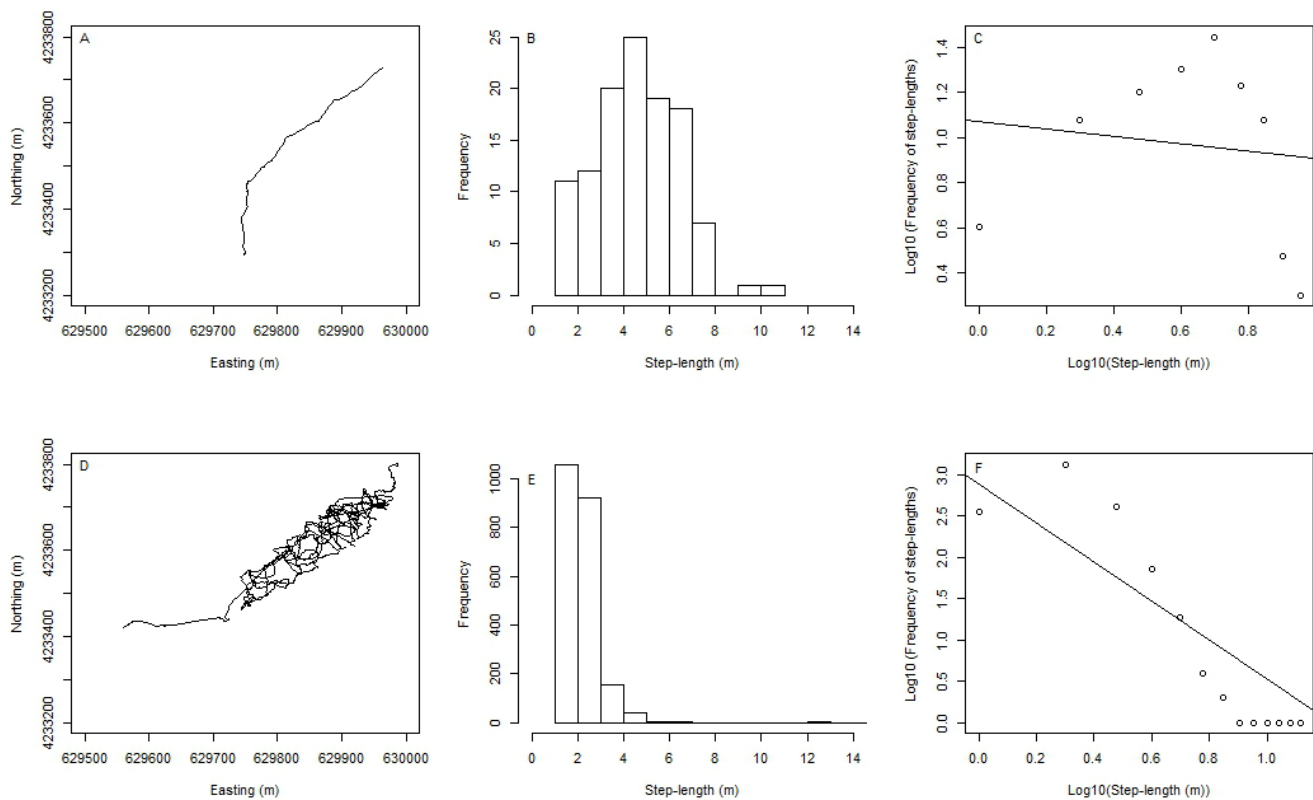 A
Northing (m)
4233200 4233400 4233600 4233800
629500 629600 629700 629800 629900 630000
Easting (m)
B
Frequency
0 5 10 15 20 25
0 2 4 6 8 10 12 14
Step-length (m)
C
Log10 (Frequency of step-lengths)
0.4 0.6 0.8 1.0 1.2 1.4
0.0 0.2 0.4 0.6 0.8
Log10(Step-length (m))
D
Northing (m)
4233200 4233400 4233600 4233800
629500 629600 629700 629800 629900 630000
Easting (m)
E
Frequency
0 200 400 600 800 1000
0 2 4 6 8 10 12 14
Step-length (m)
F
Log10 (Frequency of step-lengths)
0.0 0.5 1.0 1.5 2.0 2.5 3.0
0.0 0.2 0.4 0.6 0.8 1.0
Log10(Step-length (m))